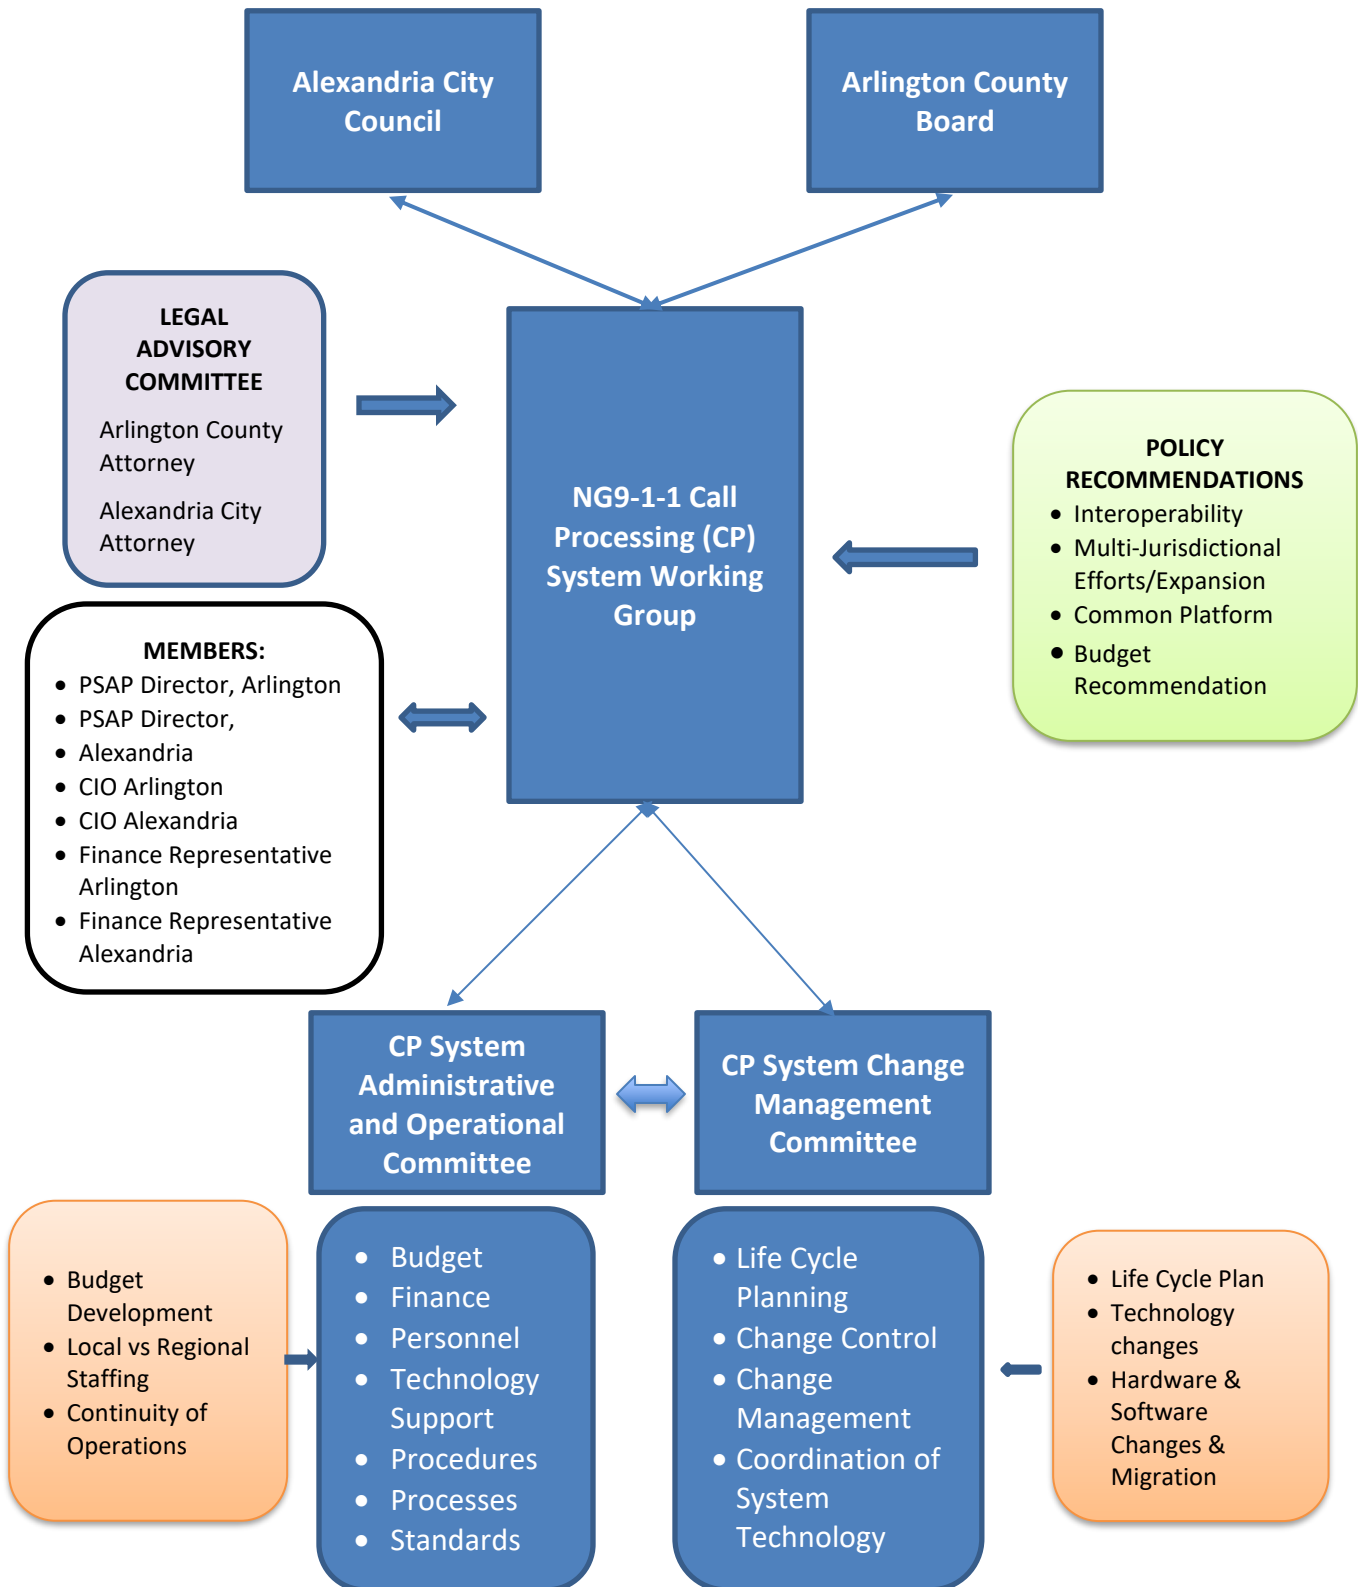 Alexandria City
Council
Arlington County
Board
LEGAL
ADVISORY
COMMITTEE
Arlington County
Attorney
Alexandria City
Attorney
NG9-1-1 Call
Processing (CP)
System Working
Group
POLICY
RECOMMENDATIONS
• Interoperability
• Multi-Jurisdictional
Efforts/Expansion
• Common Platform
• Budget
Recommendation
MEMBERS:
• PSAP Director, Arlington
• PSAP Director,
• Alexandria
• CIO Arlington
• CIO Alexandria
• Finance Representative
Arlington
• Finance Representative
Alexandria
CP System
Administrative
and Operational
Committee
CP System Change
Management
Committee
• Budget
Development
• Local vs Regional
Staffing
• Continuity of
Operations
• Budget
• Finance
• Personnel
• Technology
Support
• Procedures
• Processes
• Standards
• Life Cycle
Planning
• Change Control
• Change
Management
• Coordination of
System
Technology
• Life Cycle Plan
• Technology
changes
• Hardware &
Software
Changes &
Migration